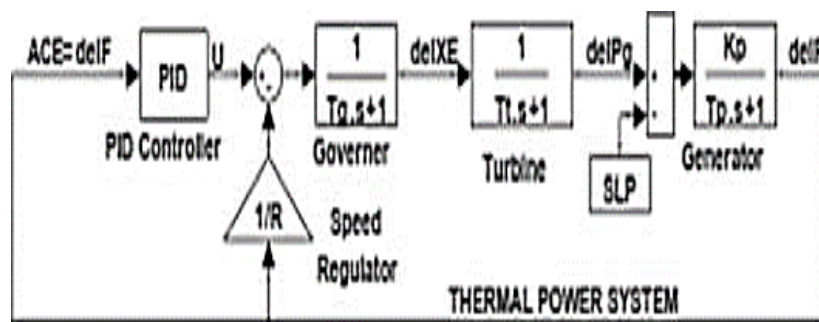 ACE= delF
PID
U
PID Controller
1
Tg.s+1
Governer
delXE
1
Tt.s+1
Turbine
delPg
SLP
Kp
Tp.s+1
Generator
delF
1/R
Speed
Regulator
THERMAL POWER SYSTEM